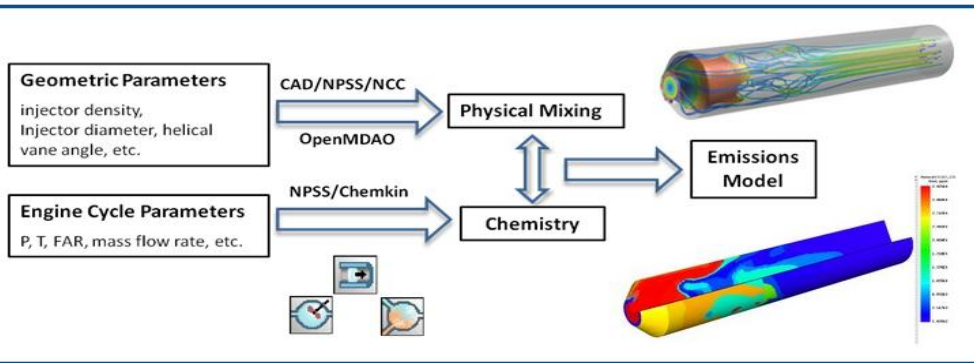 Geometric Parameters
injector density,
Injector diameter, helical
vane angle, etc.
CAD/NPSS/NCC
OpenMDAO
Physical Mixing
Emissions
Model
Engine Cycle Parameters
P, T, FAR, mass flow rate, etc.
NPSS/Chemkin
Chemistry